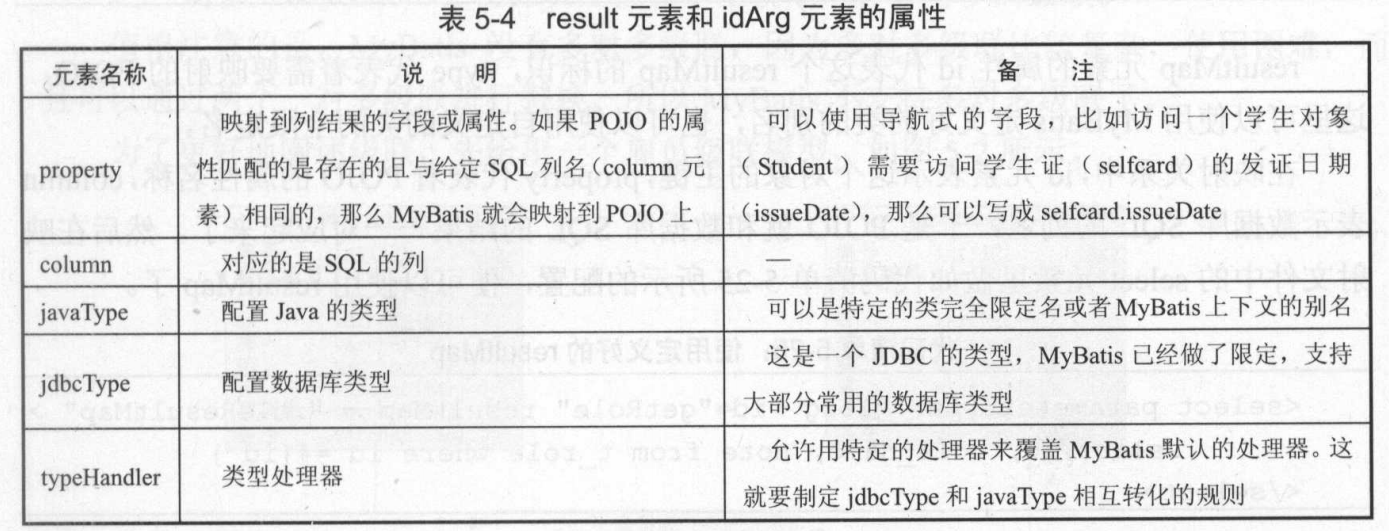 表 5-4 result 元素和 idArg 元素的属性
元素名称 说 明 备 注
property 映射到列结果的字段或属性。如果 POJO 的属
性匹配的是存在的且与给定 SQL 列名（column 元
素）相同的，那么 MyBatis 就会映射到 POJO 上
可以使用导航式的字段，比如访问一个学生对象
（Student）需要访问学生证（selfcard）的发证日期
（issueDate），那么可以写成 selfcard.issueDate
column 对应的是 SQL 的列 —
javaType 配置 Java 的类型 可以是特定的类完全限定名或者 MyBatis 上下文的别名
jdbcType 配置数据库类型 这是一个 JDBC 的类型，MyBatis 已经做了限定，支持
大部分常用的数据库类型
typeHandler 类型处理器 允许用特定的处理器来覆盖 MyBatis 默认的处理器。这
就要制定 jdbcType 和 javaType 相互转化的规则